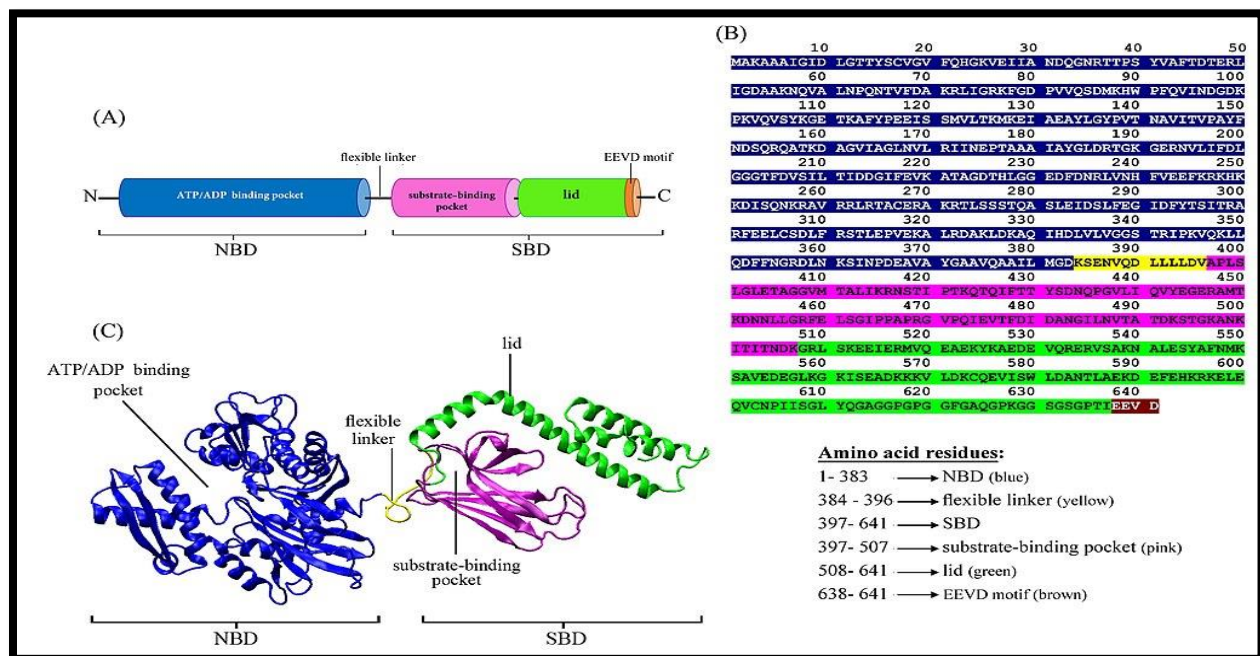 (A)
flexible linker
EEVD motif
N
ATP/ADP binding pocket
substrate-binding
pocket
lid
C
NBD
SBD
(B)
10 20 30 40 50
MAKAAAIGID LGTTYSCVGV FQHGKVEIIA NDQGNRTTPS YVAFTDTERL
60 70 80 90 100
IGDAAKNQVA LNPQNTVFDA KRLIGRKFGD PVVQSDMKHW PFQVINDGDK
110 120 130 140 150
PKVQVSYKGE TKAFYPEEIS SMVLTKMKEI AEAYLGYPVT NAVITVPAYF
160 170 180 190 200
NDSQRQATKD AGVIAGLNVL RIINEPTAAA IAYGLDRTGK GERNVLIFDL
210 220 230 240 250
GGGTFDVSIL TIDDGIFEVK ATAGDTHLGG EDFDNRLVNH FVEEFKRKHK
260 270 280 290 300
KDISQNKRAV RRLRTACERA KRTLSSSTQA SLEIDSLFEG IDFYTSITRA
310 320 330 340 350
RFEELCSDLF RSTLEPVEKA LRDAKLDKAQ IHDLVLVGGS TRIPKVQKLL
360 370 380 390 400
QDFFNGRDLN KSINPDEAVA YGAAVQAAIL MGDKSENVQD LLLLDVAPLS
410 420 430 440 450
LGLETAGGVM TALIKRNSTI PTKQTQIFTT YSDNQPGVLI QVYEGERAMT
460 470 480 490 500
KDNNLLGRFE LSGIPPAPRG VPQIEVTFDI DANGILNVTA TDKSTGKANK
510 520 530 540 550
ITITNDKGRL SKEEIERMVQ EAEKYKAEDE VQRERVSAKN ALESYAFNMK
560 570 580 590 600
SAVEDEGLKG KISEADKKKV LDKCQEVISW LDANTLAEKD EFEHKRKELE
610 620 630 640
QVCNPIISGL YQGAGGPGPG GFGAQGPKGG SGSGPTIEEV D
(C)
ATP/ADP binding
pocket
lid
flexible
linker
substrate-binding
pocket
NBD
SBD
Amino acid residues:
1- 383 → NBD (blue)
384 - 396 → flexible linker (yellow)
397- 641 → SBD
397- 507 → substrate-binding pocket (pink)
508- 641 → lid (green)
638- 641 → EEVD motif (brown)